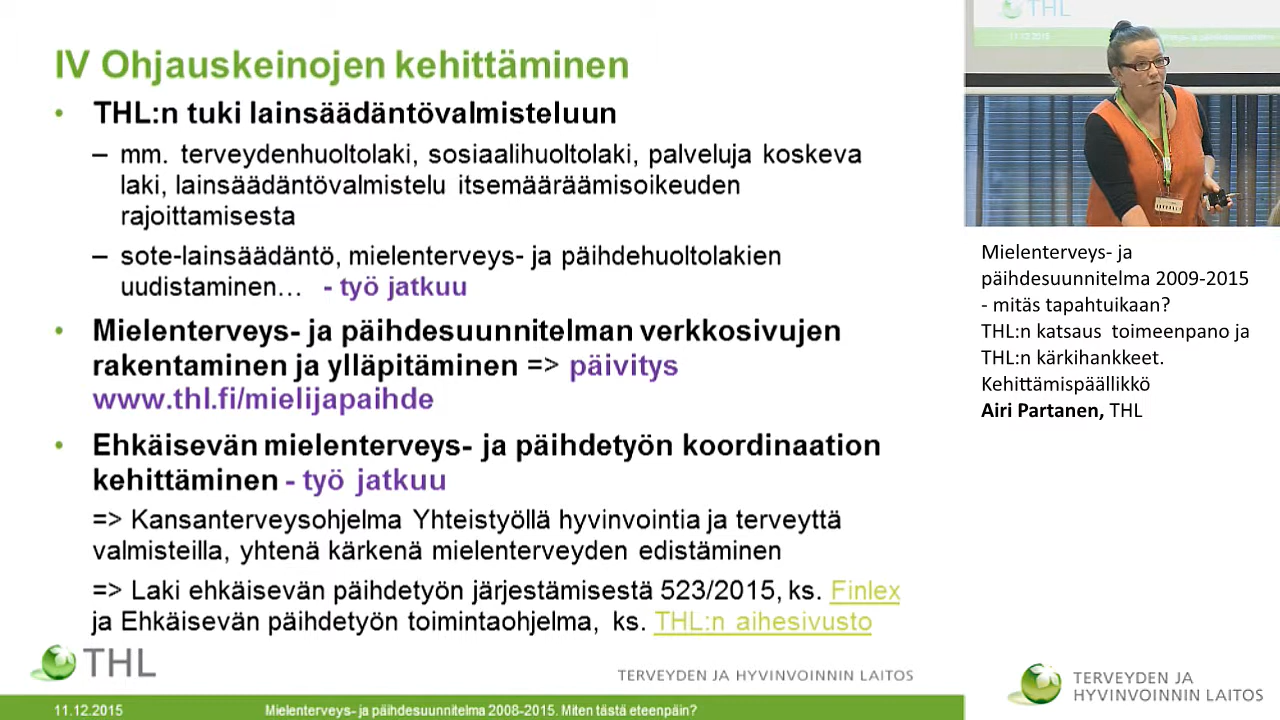 IV Ohjauskeinojen kehittäminen
• THL:n tuki lainsäädäntövalmisteluun
– mm. terveydenhuoltolaki, sosiaalihuoltolaki, palveluja koskeva
laki, lainsäädäntövalmistelu itsemääräämisoikeuden
rajoittamisesta
– sote-lainsäädäntö, mielenterveys- ja päihdehuoltolakien
uudistaminen... - työ jatkuu
• Mielenterveys- ja päihdesuunnitelman verkkosivujen
rakentaminen ja ylläpitäminen => päivitys
www.thl.fi/mielijapaihde
• Ehkäisevän mielenterveys- ja päihdetyön koordinaation
kehittäminen - työ jatkuu
=> Kansanterveysohjelma Yhteistyöllä hyvinvointia ja terveyttä
valmisteilla, yhtenä kärkenä mielenterveyden edistäminen
=> Laki ehkäisevän päihdetyön järjestämisestä 523/2015, ks. Finlex
ja Ehkäisevän päihdetyön toimintaohjelma, ks. THL:n aihesivusto
THL
TERVEYDEN JA HYVINVOINNIN LAITOS
11.12.2015
Mielenterveys- ja päihdesuunnitelma 2008-2015. Miten tästä eteenpäin?
THL
11.12.2015
Mielenterveys- ja
päihdesuunnitelma 2009-2015
- mitäs tapahtuikaan?
THL:n katsaus toimeenpano ja
THL:n kärkihankkeet.
Kehittämispäällikkö
Airi Partanen, THL
TERVEYDEN JA
HYVINVOINNIN LAITOS